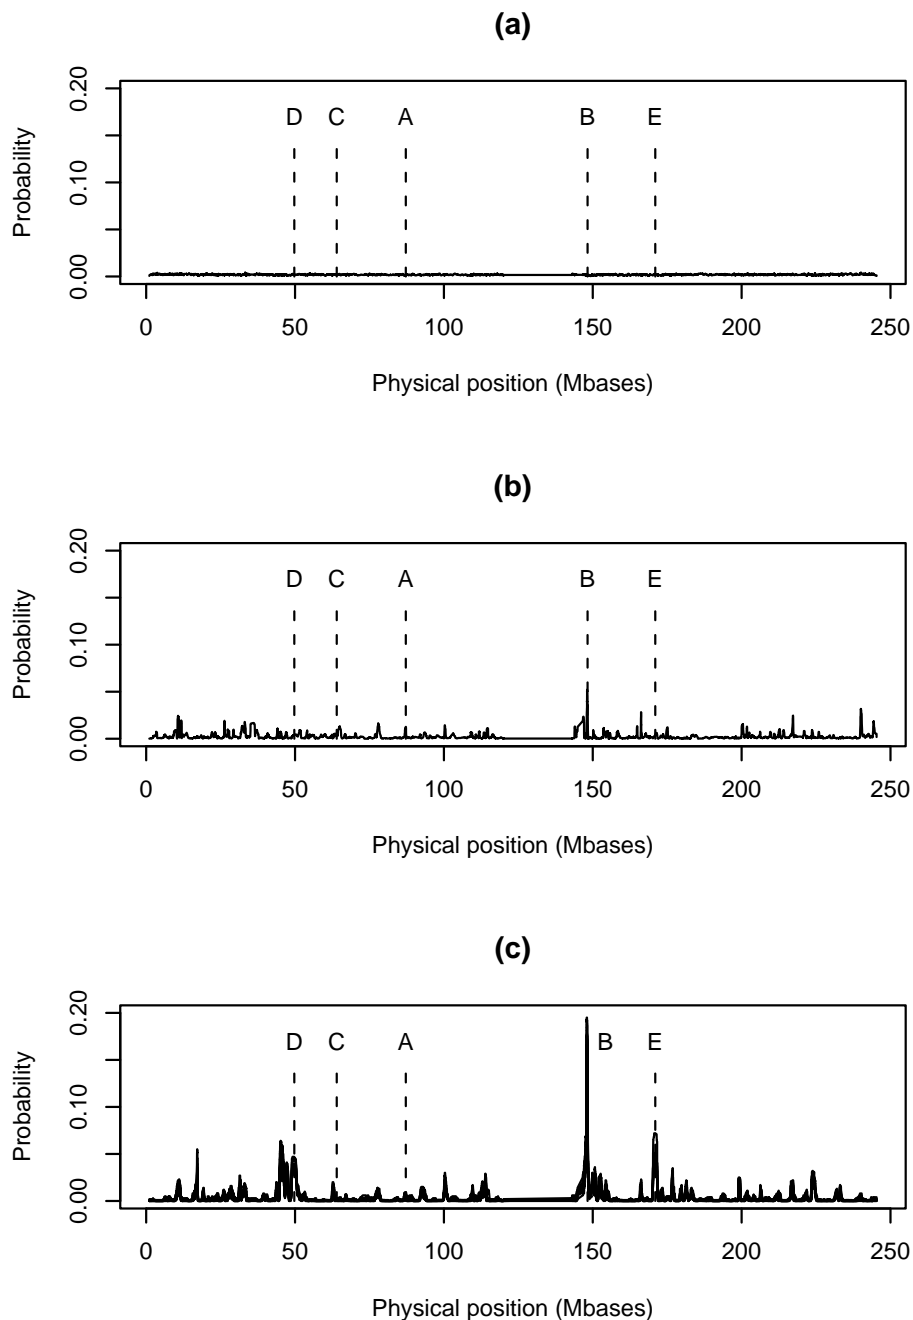 (a)
0.20
D C A B E
0.10
Probability
0.00
0 50 100 150 200 250
Physical position (Mbases)
(b)
0.20
D C A B E
0.10
Probability
0.00
0 50 100 150 200 250
Physical position (Mbases)
(c)
0.20
D C A B E
0.10
Probability
0.00
0 50 100 150 200 250
Physical position (Mbases)